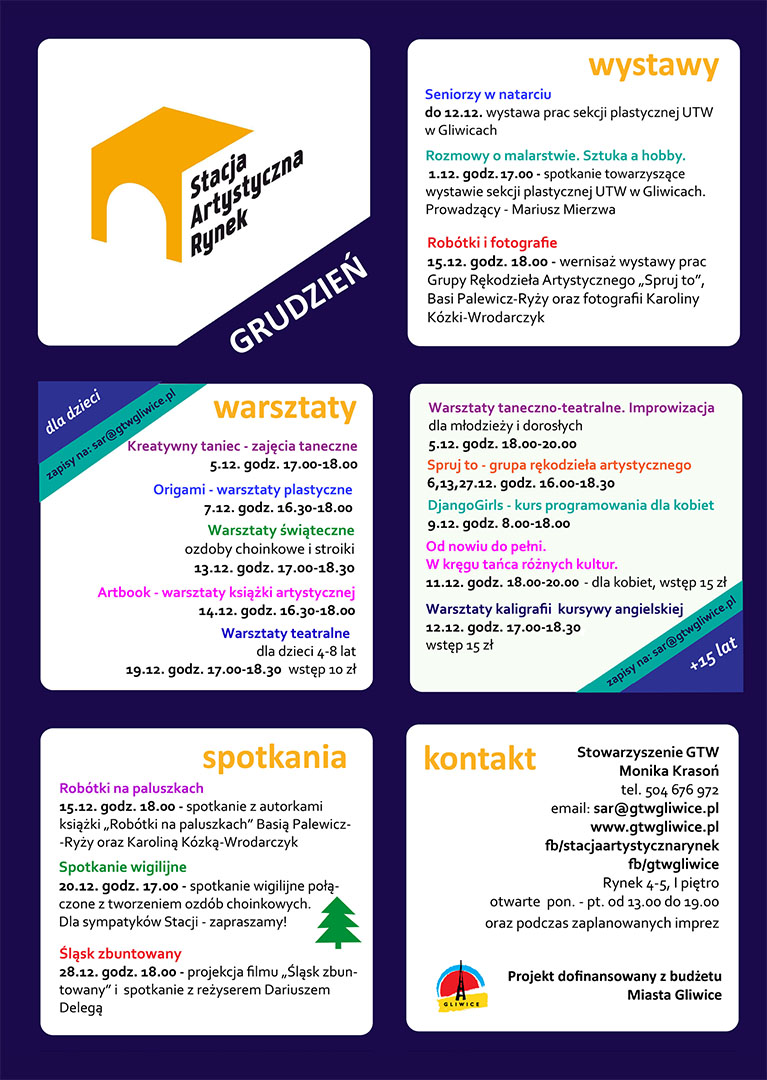 Stacja
Artystyczna
Rynek
GRUDZIEŃ
wystawy
Seniorzy w natarciu
do 12.12. wystawa prac sekcji plastycznej UTW
w Gliwicach
Rozmowy o malarstwie. Sztuka a hobby.
1.12. godz. 17.00 - spotkanie towarzyszące
wystawie sekcji plastycznej UTW w Gliwicach.
Prowadzący - Mariusz Mierzwa
Robótki i fotografie
15.12. godz. 18.00 - wernisaż wystawy prac
Grupy Rękodzieła Artystycznego „Spruj to”,
Basi Palewicz-Ryży oraz fotografii Karoliny
Kózki-Wrodarczyk
dla dzieci
zapisy na: sar@gtwgliwice.pl
warsztaty
Kreatywny taniec - zajęcia taneczne
5.12. godz. 17.00-18.00
Origami - warsztaty plastyczne
7.12. godz. 16.30-18.00
Warsztaty świąteczne
ozdoby choinkowe i stroiki
13.12. godz. 17.00-18.30
Artbook - warsztaty książki artystycznej
14.12. godz. 16.30-18.00
Warsztaty teatralne
dla dzieci 4-8 lat
19.12. godz. 17.00-18.30 wstęp 10 zł
Warsztaty taneczno-teatralne. Improwizacja
dla młodzieży i dorosłych
5.12. godz. 18.00-20.00
Spruj to - grupa rękodzieła artystycznego
6,13,27.12. godz. 16.00-18.30
DjangoGirls - kurs programowania dla kobiet
9.12. godz. 8.00-18.00
Od nowiu do pełni.
W kręgu tańca różnych kultur.
11.12. godz. 18.00-20.00 - dla kobiet, wstęp 15 zł
Warsztaty kaligrafii kursywy angielskiej
12.12. godz. 17.00-18.30
wstęp 15 zł
zapisy na: sar@gtwgliwice.pl
+15 lat
spotkania
Robótki na paluszkach
15.12. godz. 18.00 - spotkanie z autorkami
książki „Robótki na paluszkach” Basią Palewicz-
-Ryży oraz Karoliną Kózką-Wrodarczyk
Spotkanie wigilijne
20.12. godz. 17.00 - spotkanie wigilijne połą-
czone z tworzeniem ozdób choinkowych.
Dla sympatyków Stacji - zapraszamy!
Śląsk zbuntowany
28.12. godz. 18.00 - projekcja filmu „Śląsk zbun-
towany” i spotkanie z reżyserem Dariuszem
Delegą
kontakt
Stowarzyszenie GTW
Monika Krasoń
tel. 504 676 972
email: sar@gtwgliwice.pl
www.gtwgliwice.pl
fb/stacjaartystycznarynek
fb/gtwgliwice
Rynek 4-5, I piętro
otwarte pon. - pt. od 13.00 do 19.00
oraz podczas zaplanowanych imprez
GLIWICE
Projekt dofinansowany z budżetu
Miasta Gliwice